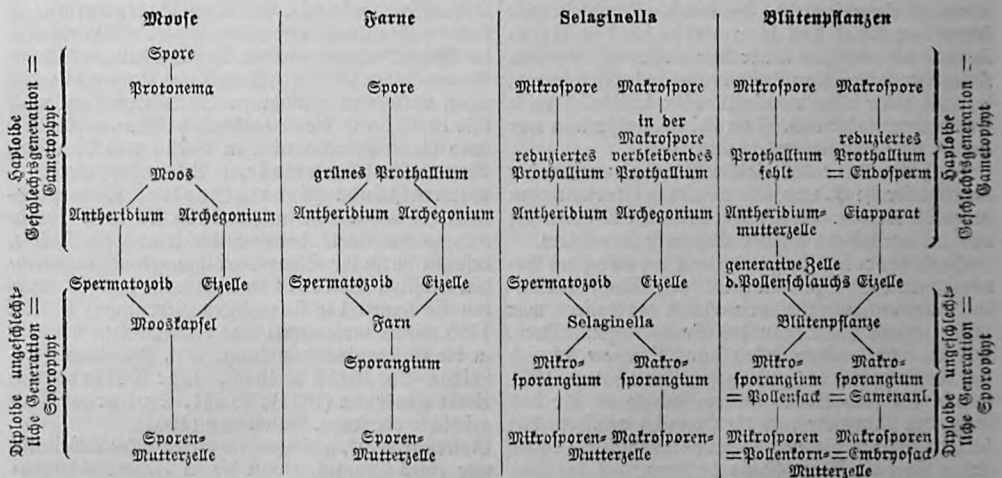 Moose Farne Selaginella Blütenpflanzen
Haploide Geschlechtsgeneration = Gametophyt
Spore
Protonema Spore Mikrospore Makrospore Mikrospore Makrospore
in der
Makrospore reduziertes
reduziertes verbleibendes Prothallium Prothallium
Moos grünes Prothallium Prothallium Prothallium fehlt = Endosperm
Antheridium Archegonium Antheridium Archegonium Antheridium Archegonium Antheridium- Eiapparat
mutterzelle
Haploide Geschlechtsgeneration = Gametophyt
Diploide ungeschlecht-
liche Generation =
Sporophyt
generative Zelle
Spermatozoid Eizelle Spermatozoid Eizelle Spermatozoid Eizelle d. Pollenschlauchs Eizelle
Mooskapsel Farn Selaginella Blütenpflanze
Sporangium Mikro- Makro- Mikro- Makro-
sporangium sporangium sporangium sporangium
= Pollensack = Samenanl.
Sporen- Sporen- Mikrosporen- Makrosporen- Mikrosporen Makrosporen
Mutterzelle Mutterzelle Mutterzelle = Pollenkorn- = Embryosack
Mutterzelle
Diploide ungeschlecht-
liche Generation =
Sporophyt